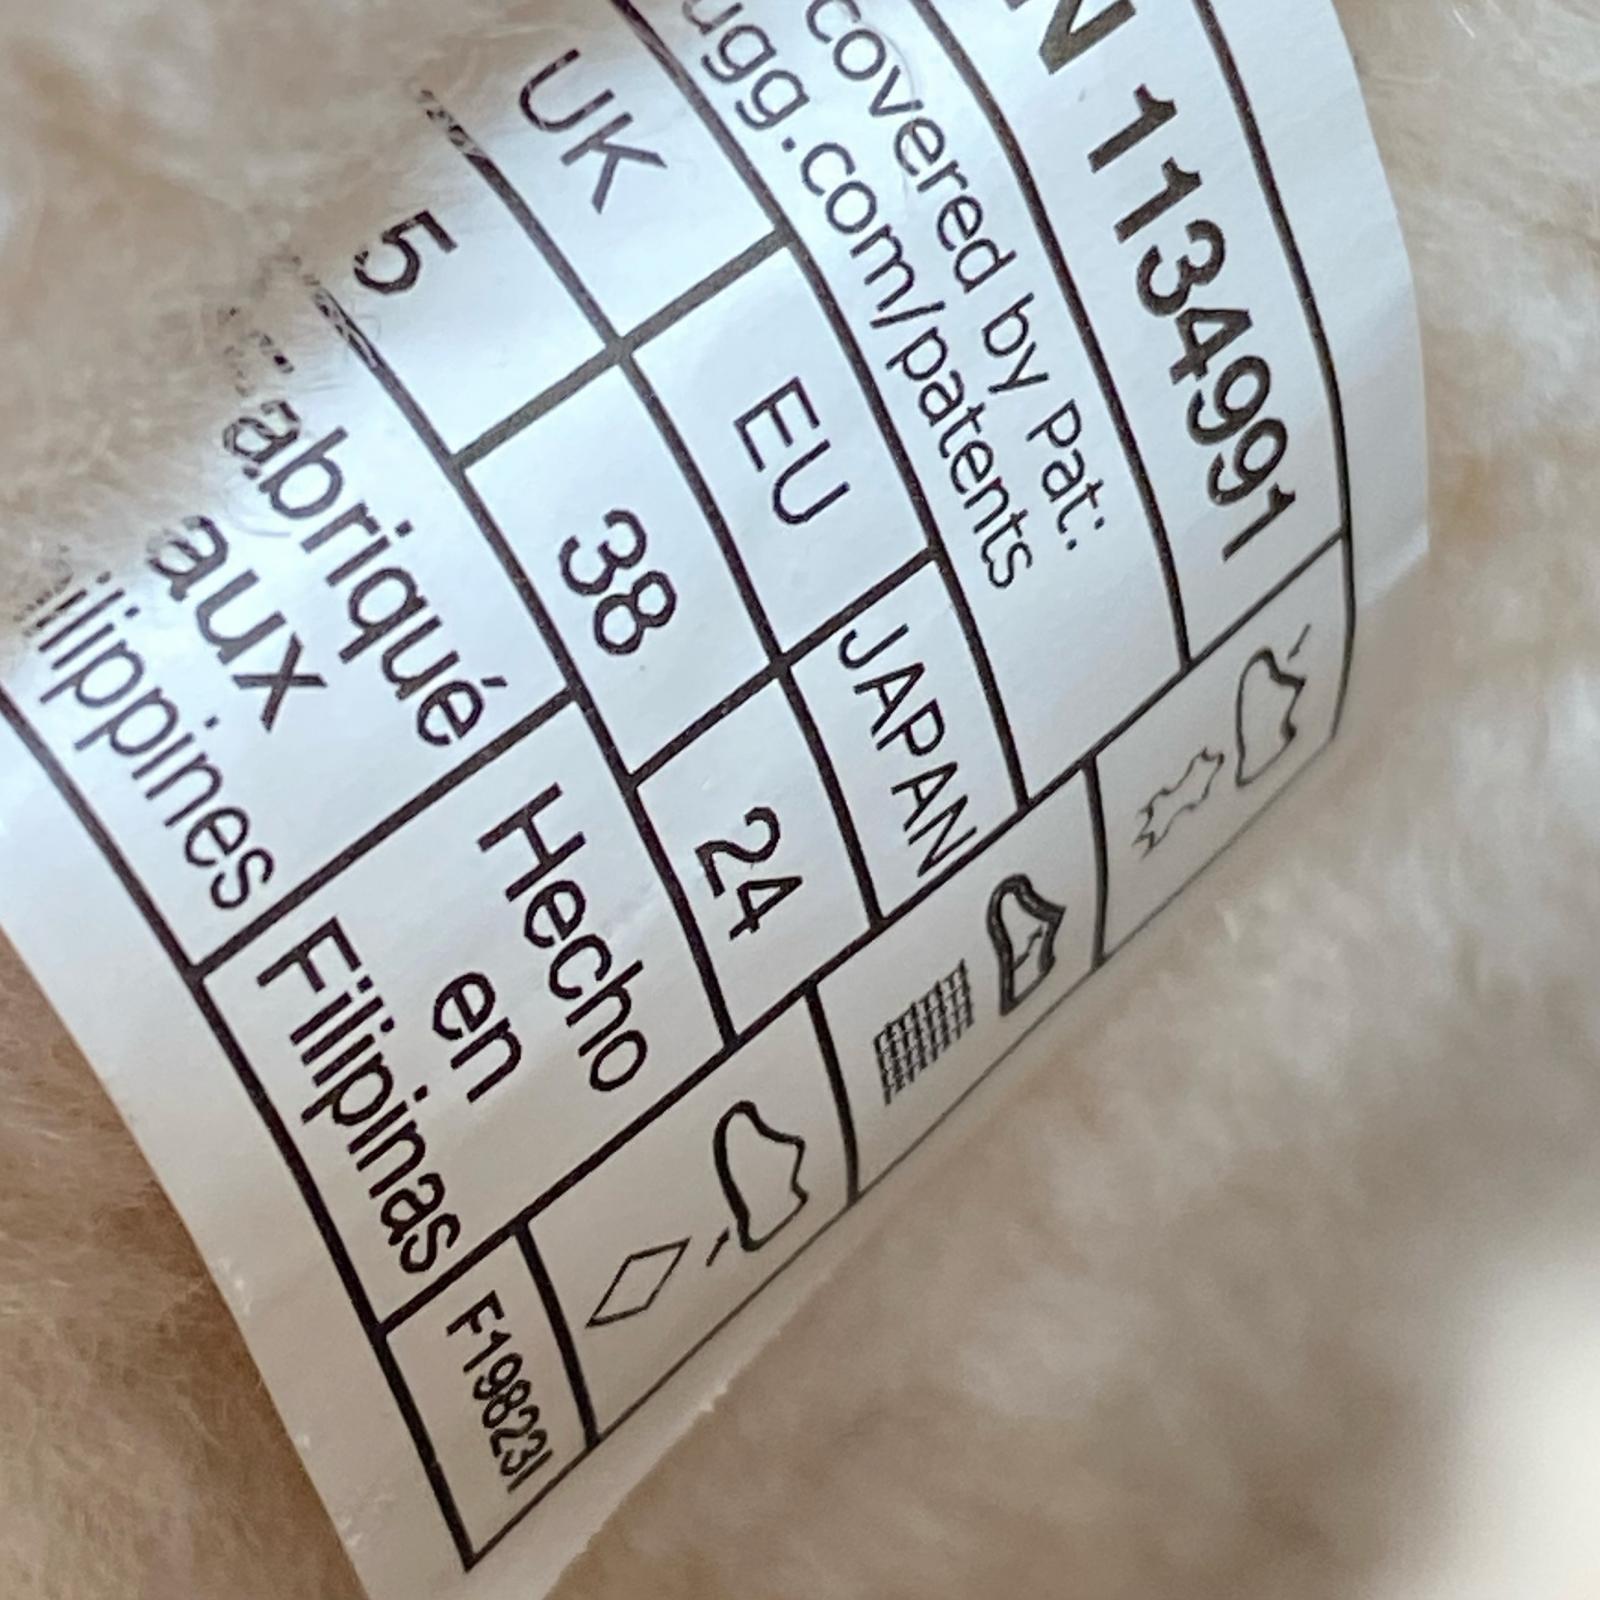 N 1134991
covered by Pat:
ugg.com/patents
UK EU JAPAN
5 38 24
abriqué
aux
ilippines
Hecho
en
Filipinas
F19823I